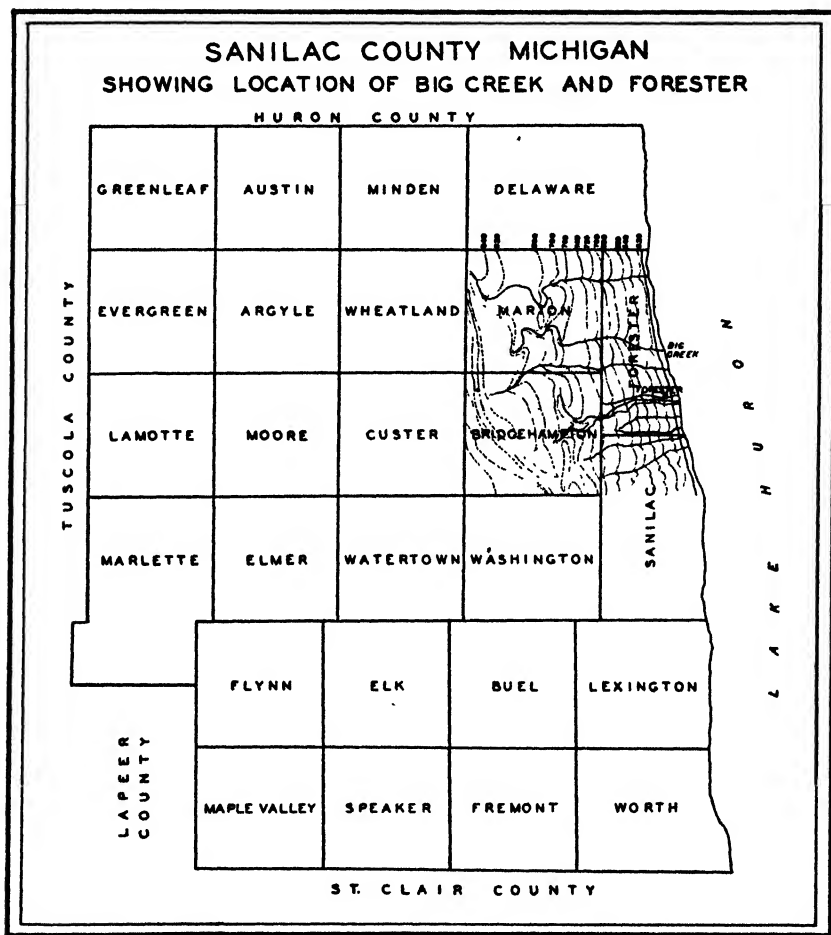 SANILAC COUNTY MICHIGAN
SHOWING LOCATION OF BIG CREEK AND FORESTER
HURON COUNTY
GREENLEAF AUSTIN MINDEN DELAWARE
TUSCOLA COUNTY
EVERGREEN ARGYLE WHEATLAND MARION FORESTER
BIG
CREEK
FORESTER
LAKE HURON
LAMOTTE MOORE CUSTER BRIDGEHAMPTON
SANILAC
MARLETTE ELMER WATERTOWN WASHINGTON
FLYNN ELK BUEL LEXINGTON
LAPEER
COUNTY
MAPLE VALLEY SPEAKER FREMONT WORTH
ST. CLAIR COUNTY